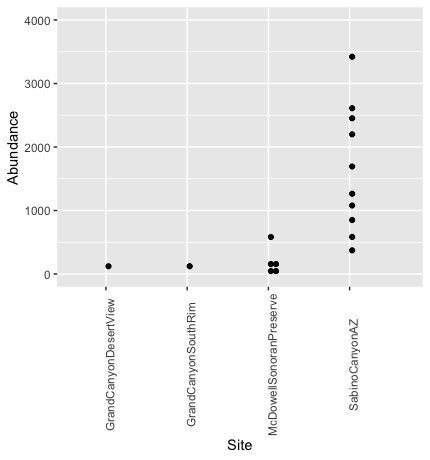 Abundance
4000
3000
2000
1000
0
GrandCanyonDesertView
GrandCanyonSouthRim
McDowellSonoranPreserve
SabinoCanyonAZ
Site